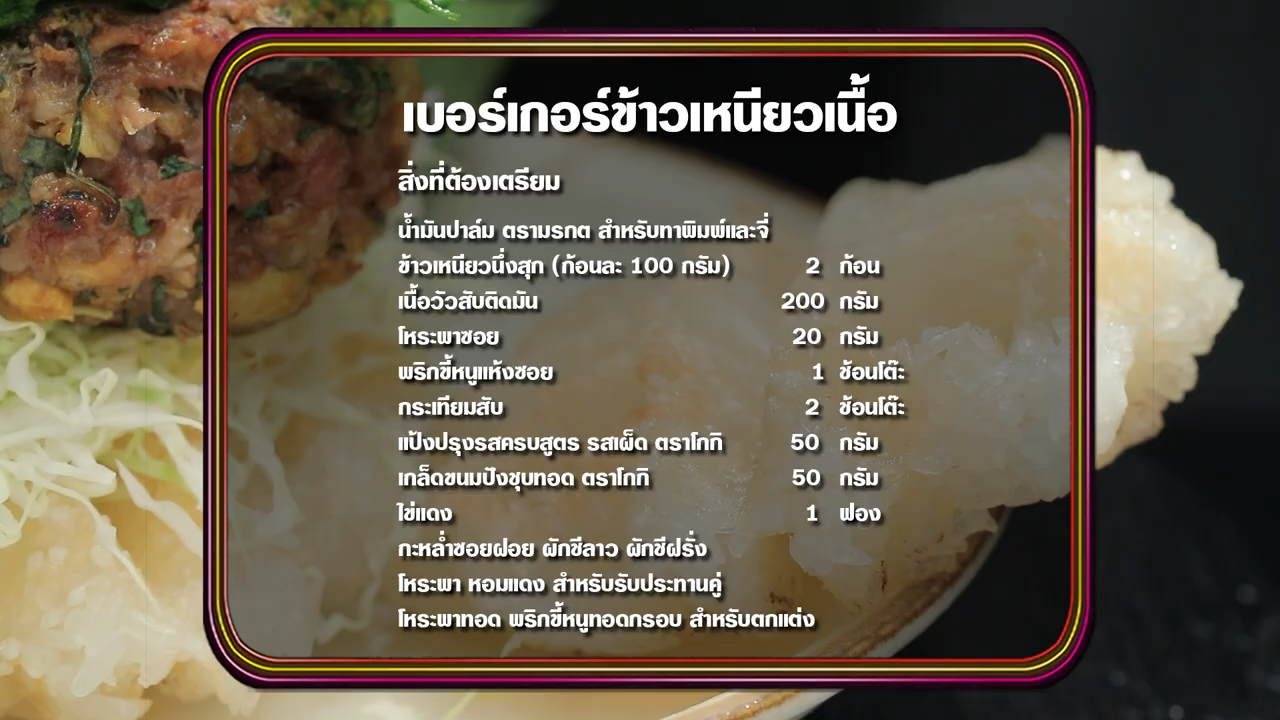 เบอร์เกอร์ข้าวเหนียวเนื้อ
สิ่งที่ต้องเตรียม
น้ำมันปาล์ม ตรามรกต สำหรับทาพิมพ์และจี่
ข้าวเหนียวนึ่งสุก (ก้อนละ 100 กรัม) 2 ก้อน
เนื้อวัวสับติดมัน 200 กรัม
โหระพาซอย 20 กรัม
พริกขี้หนูแห้งซอย 1 ช้อนโต๊ะ
กระเทียมสับ 2 ช้อนโต๊ะ
แป้งปรุงรสครบสูตร รสเผ็ด ตราโกกิ 50 กรัม
เกล็ดขนมปังชุบทอด ตราโกกิ 50 กรัม
ไข่แดง 1 ฟอง
กะหล่ำซอยฝอย ผักชีลาว ผักชีฝรั่ง
โหระพา หอมแดง สำหรับรับประทานคู่
โหระพาทอด พริกขี้หนูทอดกรอบ สำหรับตกแต่ง